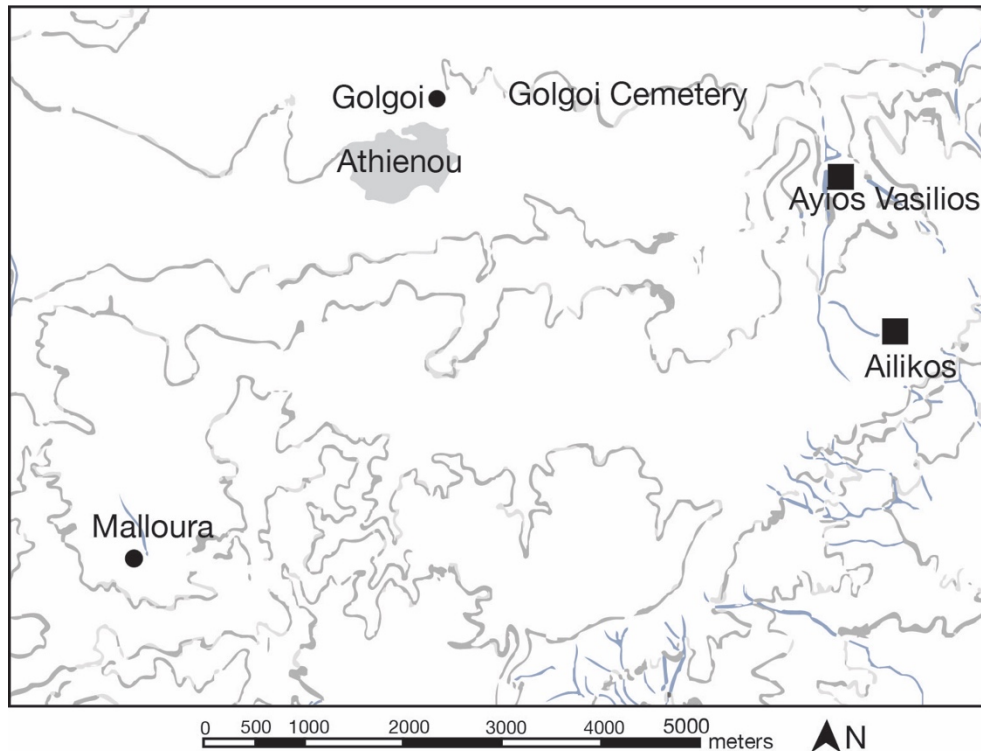 Golgoi
Golgoi Cemetery
Athienou
Ayios Vasilios
Ailikos
Malloura
0 500 1000 2000 3000 4000 5000 meters
N